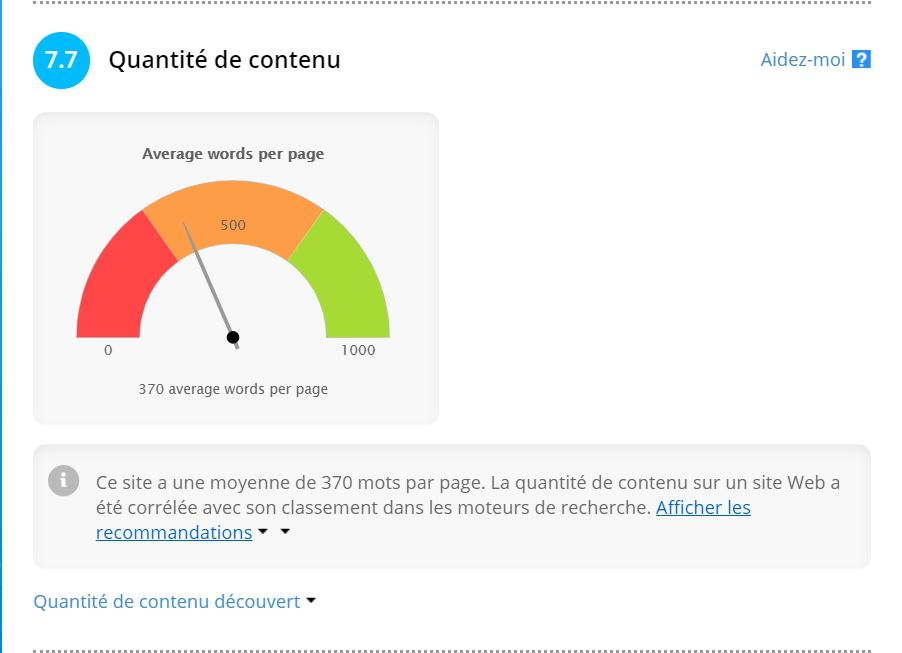 7.7 Quantité de contenu Aidez-moi ?
Average words per page
500
0 1000
370 average words per page
i Ce site a une moyenne de 370 mots par page. La quantité de contenu sur un site Web a
été corrélée avec son classement dans les moteurs de recherche. Afficher les
recommandations
Quantité de contenu découvert